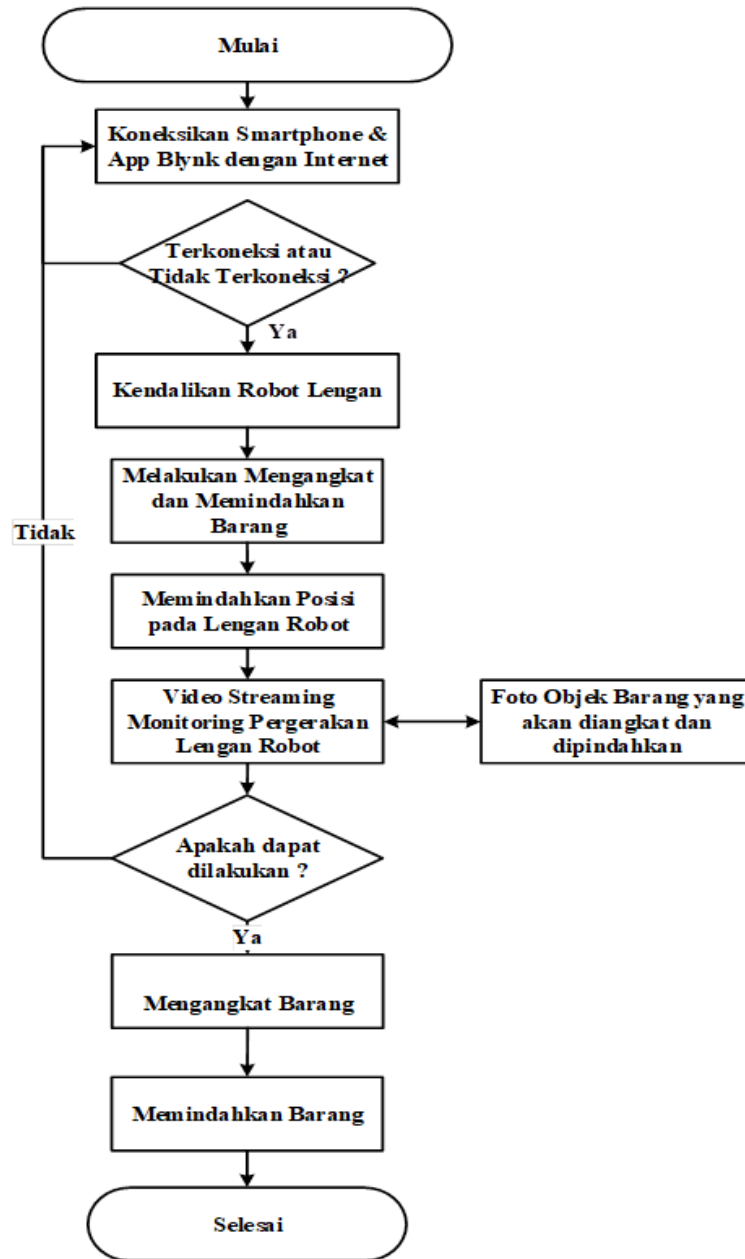 Mulai
Koneksikan Smartphone &
App Blynk dengan Internet
Terkoneksi atau
Tidak Terkoneksi ?
Ya
Kendalikan Robot Lengan
Melakukan Mengangkat
dan Memindahkan
Barang
Tidak
Memindahkan Posisi
pada Lengan Robot
Video Streaming
Monitoring Pergerakan
Lengan Robot
Foto Objek Barang yang
akan diangkat dan
dipindahkan
Apakah dapat
dilakukan ?
Ya
Mengangkat Barang
Memindahkan Barang
Selesai